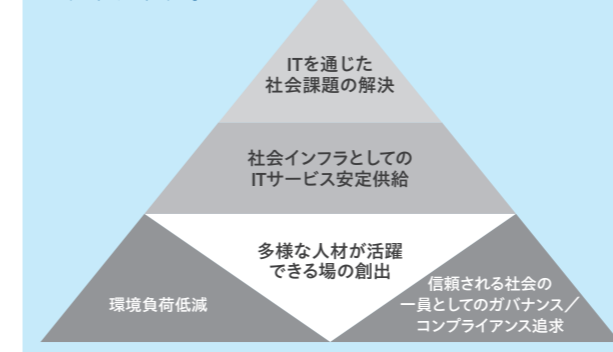 ITを通じた
社会課題の解決
社会インフラとしての
ITサービス安定供給
多様な人材が活躍
できる場の創出
環境負荷低減
信頼される社会の
一員としてのガバナンス／
コンプライアンス追求